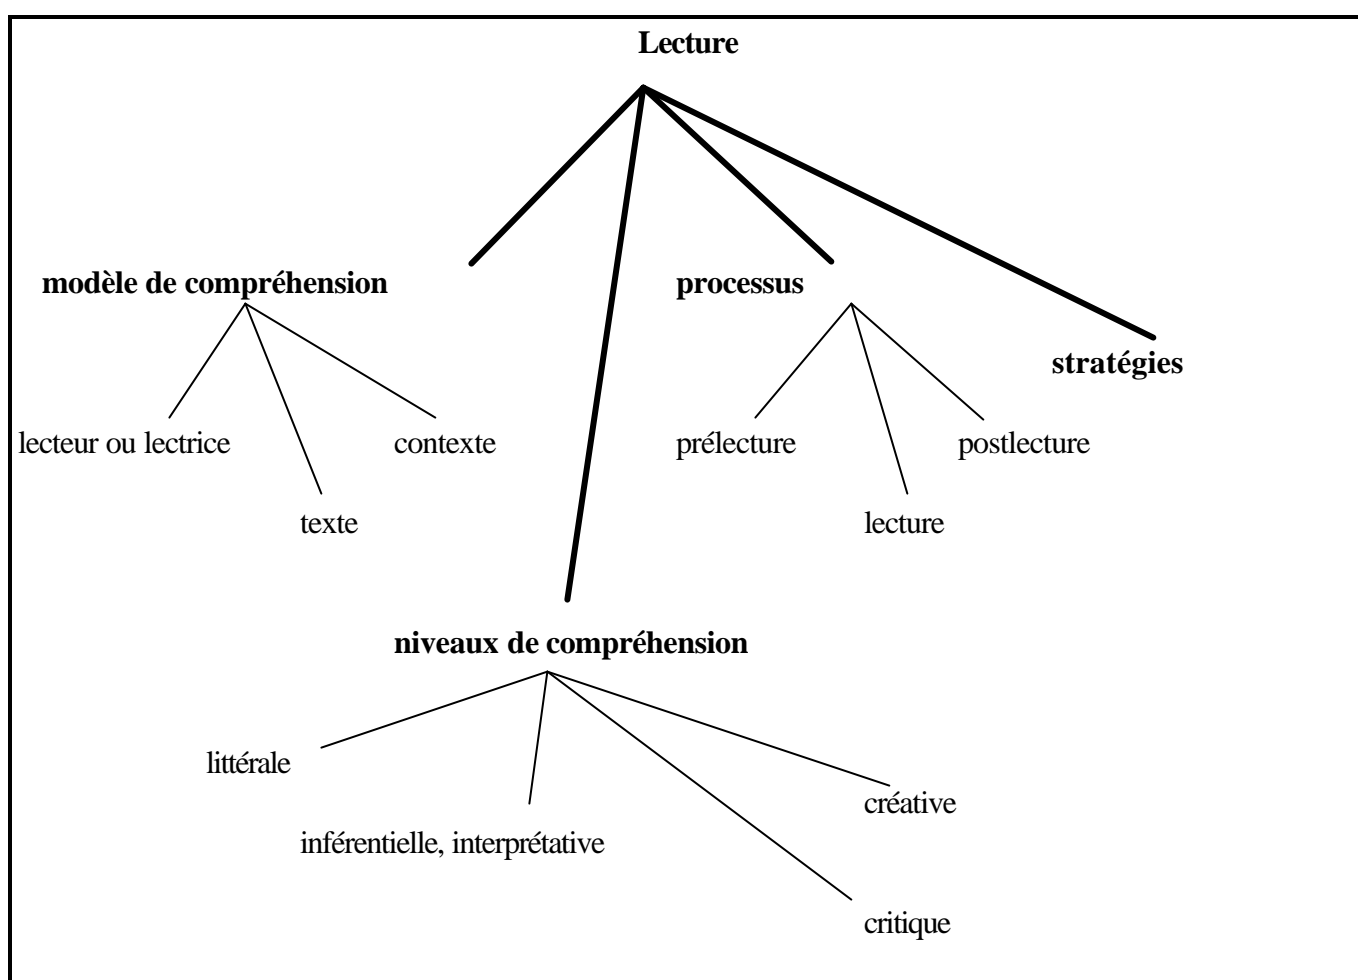 Lecture
modèle de compréhension
processus
stratégies
lecteur ou lectrice
contexte
prélecture
postlecture
texte
lecture
niveaux de compréhension
littérale
créative
inférentielle, interprétative
critique